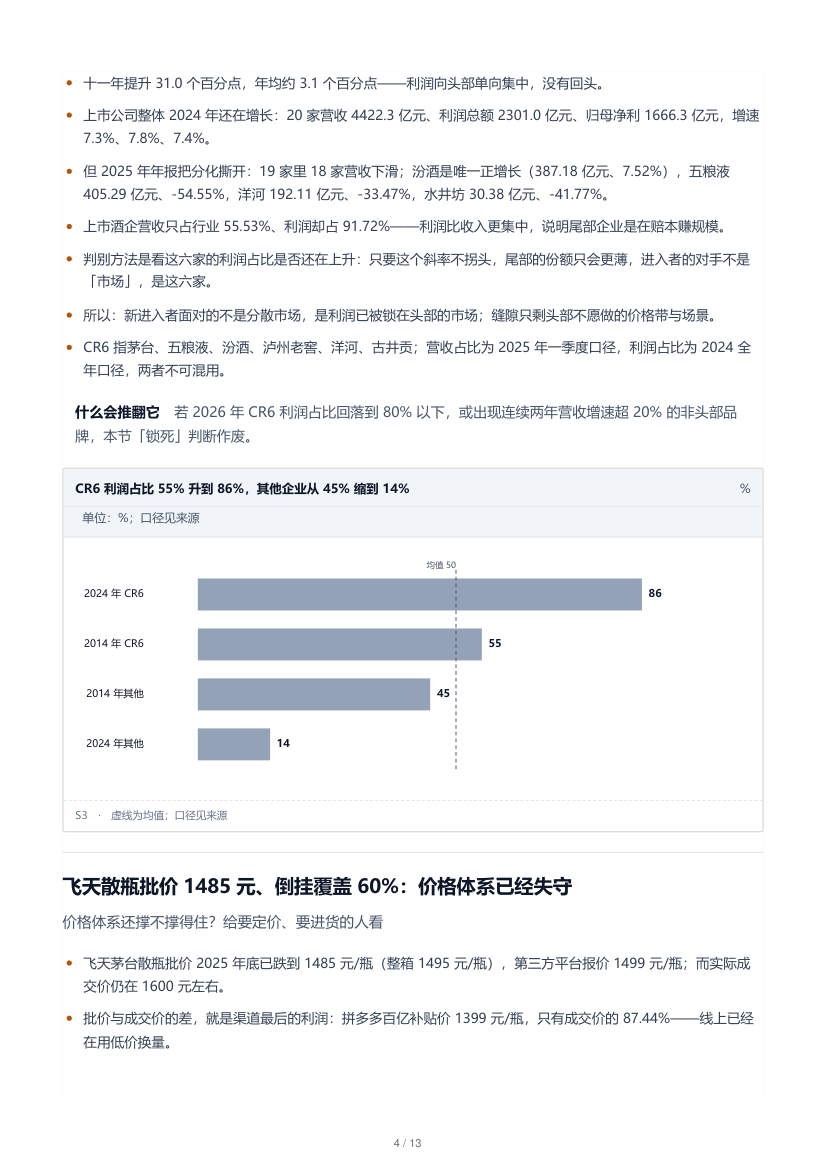 十一年提升 31.0 个百分点，年均约 3.1 个百分点——利润向头部单向集中，没有回头。
上市公司整体 2024 年还在增长：20 家营收 4422.3 亿元、利润总额 2301.0 亿元、归母净利 1666.3 亿元，增速
7.3%、7.8%、7.4%。
但 2025 年年报把分化撕开：19 家里 18 家营收下滑；汾酒是唯一正增长（387.18 亿元、7.52%），五粮液
405.29 亿元、-54.55%，洋河 192.11 亿元、-33.47%，水井坊 30.38 亿元、-41.77%。
上市酒企营收只占行业 55.53%、利润却占 91.72%——利润比收入更集中，说明尾部企业是在赔本赚规模。
判别方法是看这六家的利润占比是否还在上升：只要这个斜率不拐头，尾部的份额只会更薄，进入者的对手不是
「市场」，是这六家。
所以：新进入者面对的不是分散市场，是利润已被锁在头部的市场；缝隙只剩头部不愿做的价格带与场景。
CR6 指茅台、五粮液、汾酒、泸州老窖、洋河、古井贡；营收占比为 2025 年一季度口径，利润占比为 2024 全
年口径，两者不可混用。
什么会推翻它 若 2026 年 CR6 利润占比回落到 80% 以下，或出现连续两年营收增速超 20% 的非头部品
牌，本节「锁死」判断作废。
CR6 利润占比 55% 升到 86%，其他企业从 45% 缩到 14% %
单位：%；口径见来源
均值 50
2024 年 CR6 86
2014 年 CR6 55
2014 年其他 45
2024 年其他 14
S3 · 虚线为均值；口径见来源
飞天散瓶批价 1485 元、倒挂覆盖 60%：价格体系已经失守
价格体系还撑不撑得住？给要定价、要进货的人看
飞天茅台散瓶批价 2025 年底已跌到 1485 元/瓶（整箱 1495 元/瓶），第三方平台报价 1499 元/瓶；而实际成
交价仍在 1600 元左右。
批价与成交价的差，就是渠道最后的利润：拼多多百亿补贴价 1399 元/瓶，只有成交价的 87.44%——线上已经
在用低价换量。
4 / 13